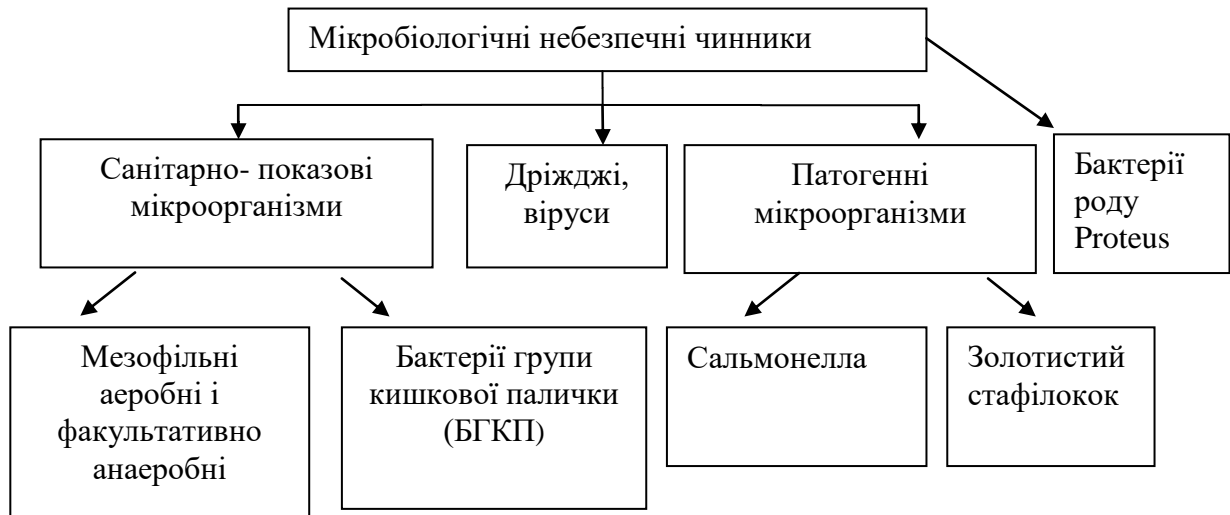 Мікробіологічні небезпечні чинники
Санітарно- показові
мікроорганізми
Дріжджі,
віруси
Патогенні
мікроорганізми
Бактерії
роду
Proteus
Мезофільні
аеробні і
факультативно
анаеробні
Бактерії групи
кишкової палички
(БГКП)
Сальмонелла
Золотистий
стафілокок